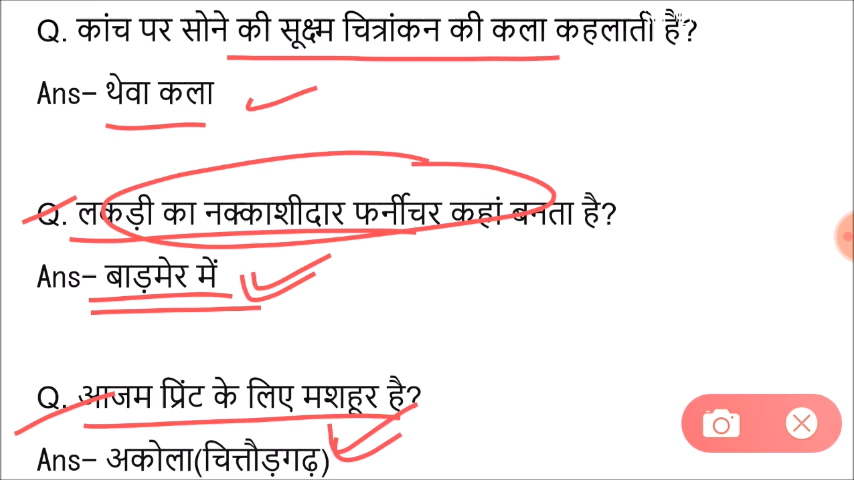 Q. कांच पर सोने की सूक्ष्म चित्रांकन की कला कहलाती है?
Ans- थेवा कला
Q. लकड़ी का नक्काशीदार फर्नीचर कहां बनता है?
Ans- बाड़मेर में
Q. आजम प्रिंट के लिए मशहूर है?
Ans- अकोला(चित्तौड़गढ़)